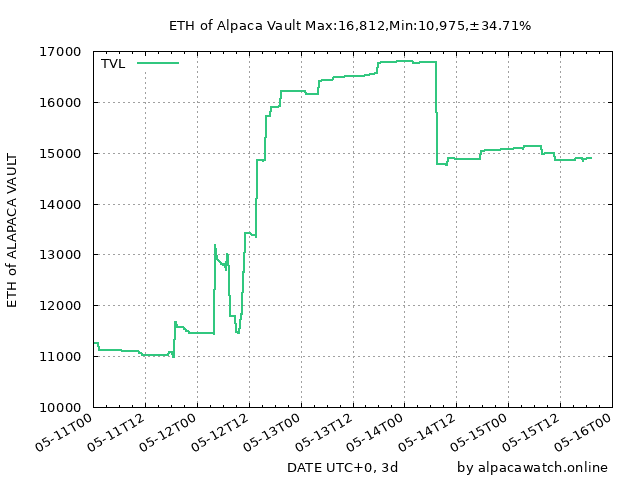 ETH of Alpaca Vault Max:16,812,Min:10,975,±34.71%
TVL
ETH of ALAPACA VAULT
17000
16000
15000
14000
13000
12000
11000
10000
05-11T00
05-11T12
05-12T00
05-12T12
05-13T00
05-13T12
05-14T00
05-14T12
05-15T00
05-15T12
05-16T00
DATE UTC+0, 3d
by alpacawatch.online